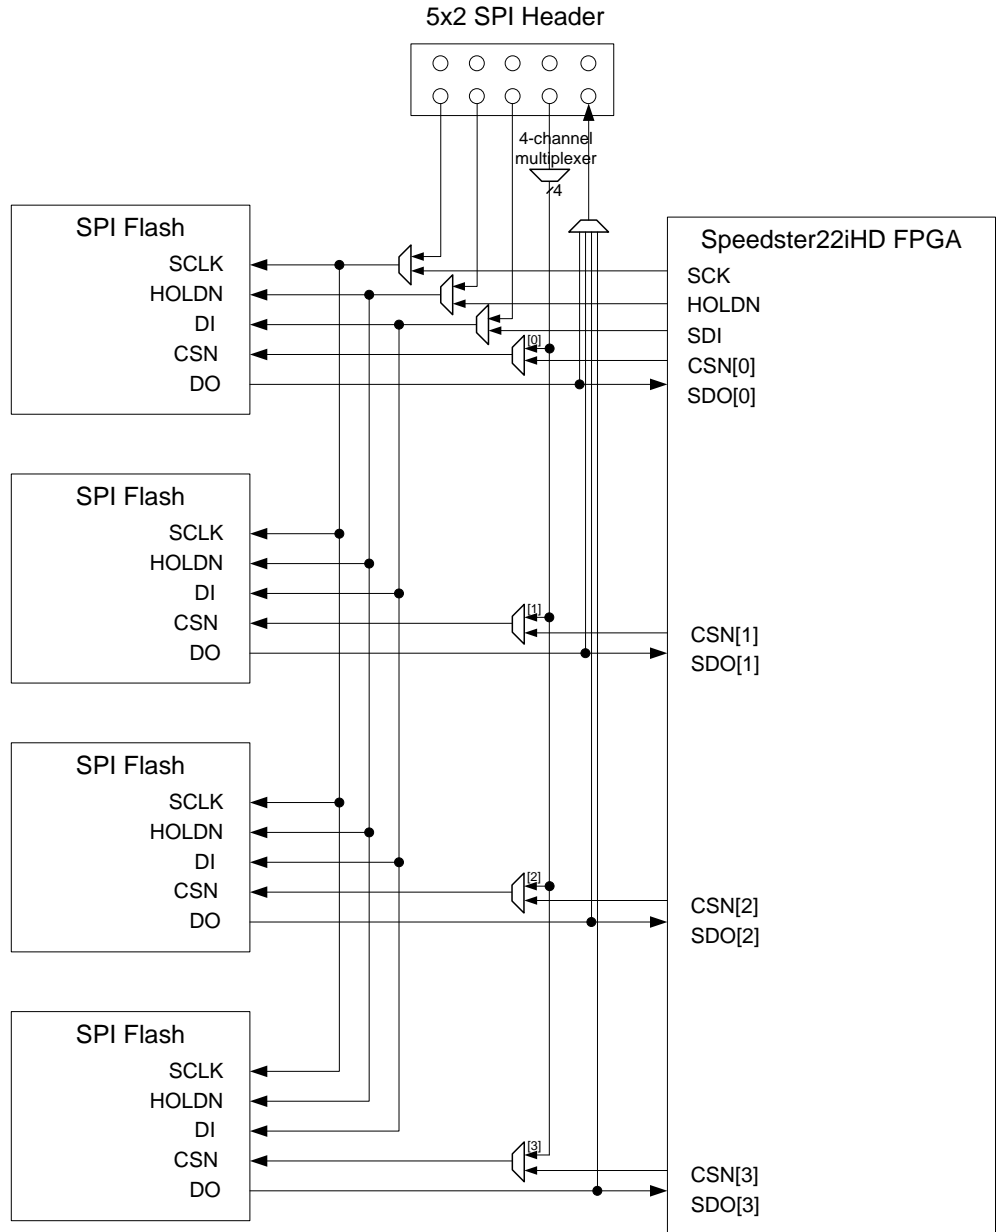 5x2 SPI Header
4-channel
multiplexer
4
SPI Flash
SCLK
HOLDN
DI
CSN
DO
[0]
Speedster22iHD FPGA
SCK
HOLDN
SDI
CSN[0]
SDO[0]
SPI Flash
SCLK
HOLDN
DI
CSN
DO
[1]
CSN[1]
SDO[1]
SPI Flash
SCLK
HOLDN
DI
CSN
DO
[2]
CSN[2]
SDO[2]
SPI Flash
SCLK
HOLDN
DI
CSN
DO
[3]
CSN[3]
SDO[3]